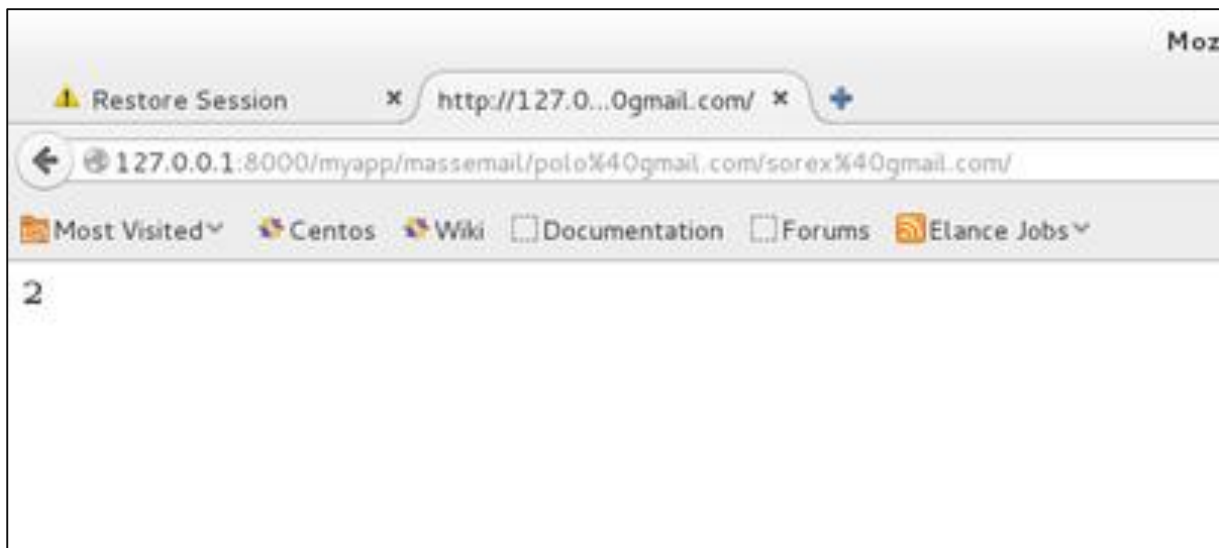 Moz
Restore Session × http://127.0...0gmail.com/ ×
127.0.0.1:8000/myapp/massemail/polo%40gmail.com/sorex%40gmail.com/
Most Visited Centos Wiki Documentation Forums Elance Jobs
2